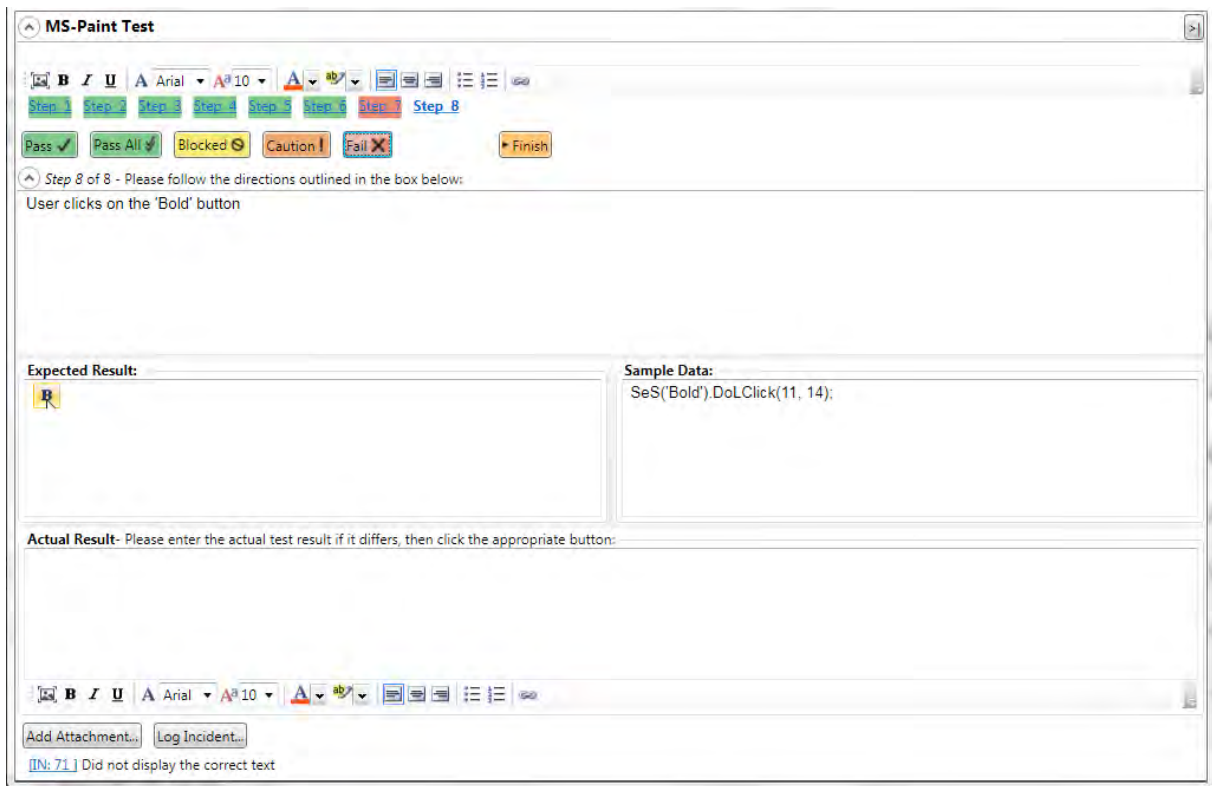 MS-Paint Test
B I U A Arial Aa 10 A ab
Step 1 Step 2 Step 3 Step 4 Step 5 Step 6 Step 7 Step 8
Pass Pass All Blocked Caution ! Fail Finish
Step 8 of 8 - Please follow the directions outlined in the box below:
User clicks on the 'Bold' button
Expected Result: Sample Data:
B SeS('Bold').DoLClick(11, 14);
Actual Result- Please enter the actual test result if it differs, then click the appropriate button:
B I U A Arial Aa 10 A ab
Add Attachment... Log Incident...
[IN: 71 ] Did not display the correct text